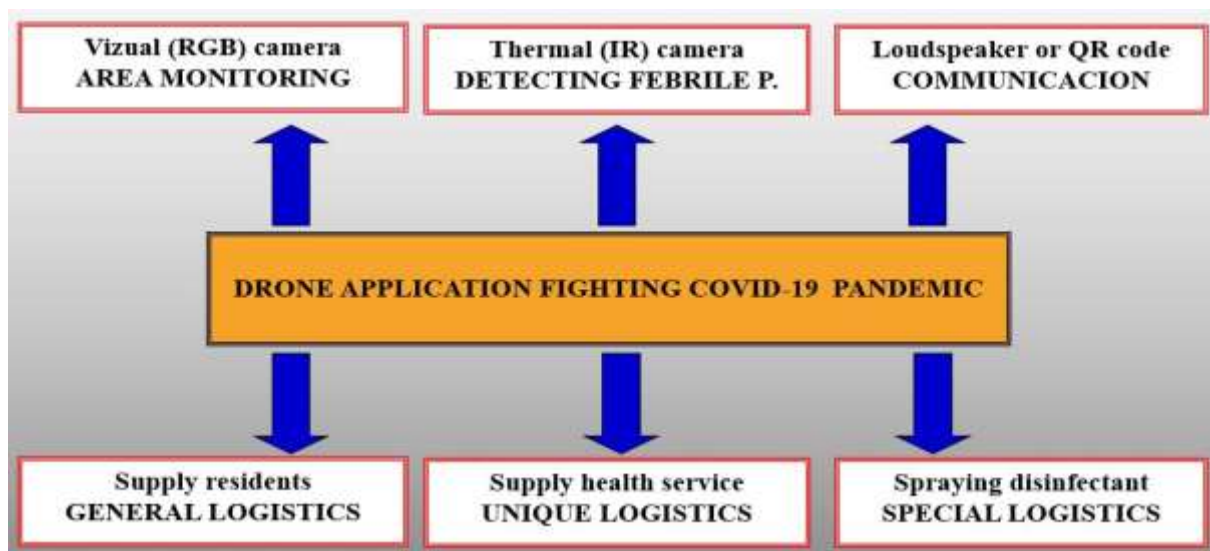 Vizual (RGB) camera
AREA MONITORING
Thermal (IR) camera
DETECTING FEBRILE P.
Loudspeaker or QR code
COMMUNICACION
DRONE APPLICATION FIGHTING COVID-19 PANDEMIC
Supply residents
GENERAL LOGISTICS
Supply health service
UNIQUE LOGISTICS
Spraying disinfectant
SPECIAL LOGISTICS